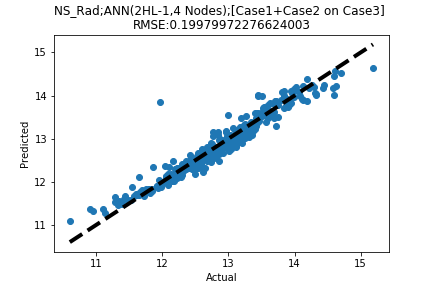 NS_Rad;ANN(2HL-1,4 Nodes);[Case1+Case2 on Case3]
RMSE:0.19979972276624003
15
14
13
12
11
Predicted
11
12
13
14
15
Actual